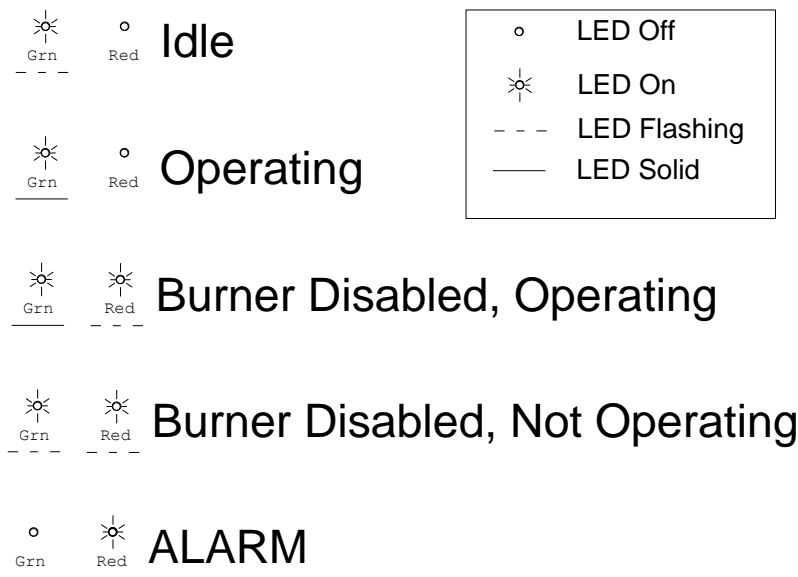 Idle
Grn Red
LED Off
LED On
LED Flashing
LED Solid
Operating
Grn Red
Burner Disabled, Operating
Grn Red
Burner Disabled, Not Operating
Grn Red
ALARM
Grn Red